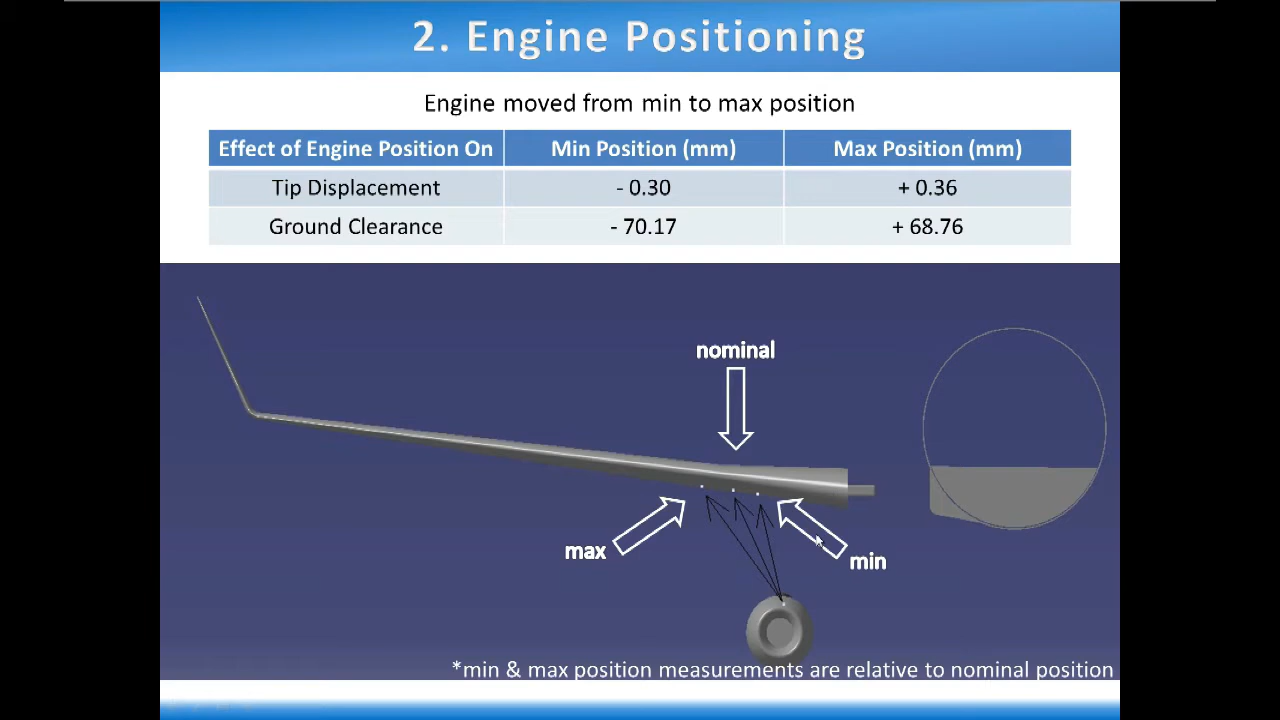 2. Engine Positioning
Engine moved from min to max position
Effect of Engine Position On Min Position (mm) Max Position (mm)
Tip Displacement - 0.30 + 0.36
Ground Clearance - 70.17 + 68.76
nominal
max
min
*min & max position measurements are relative to nominal position